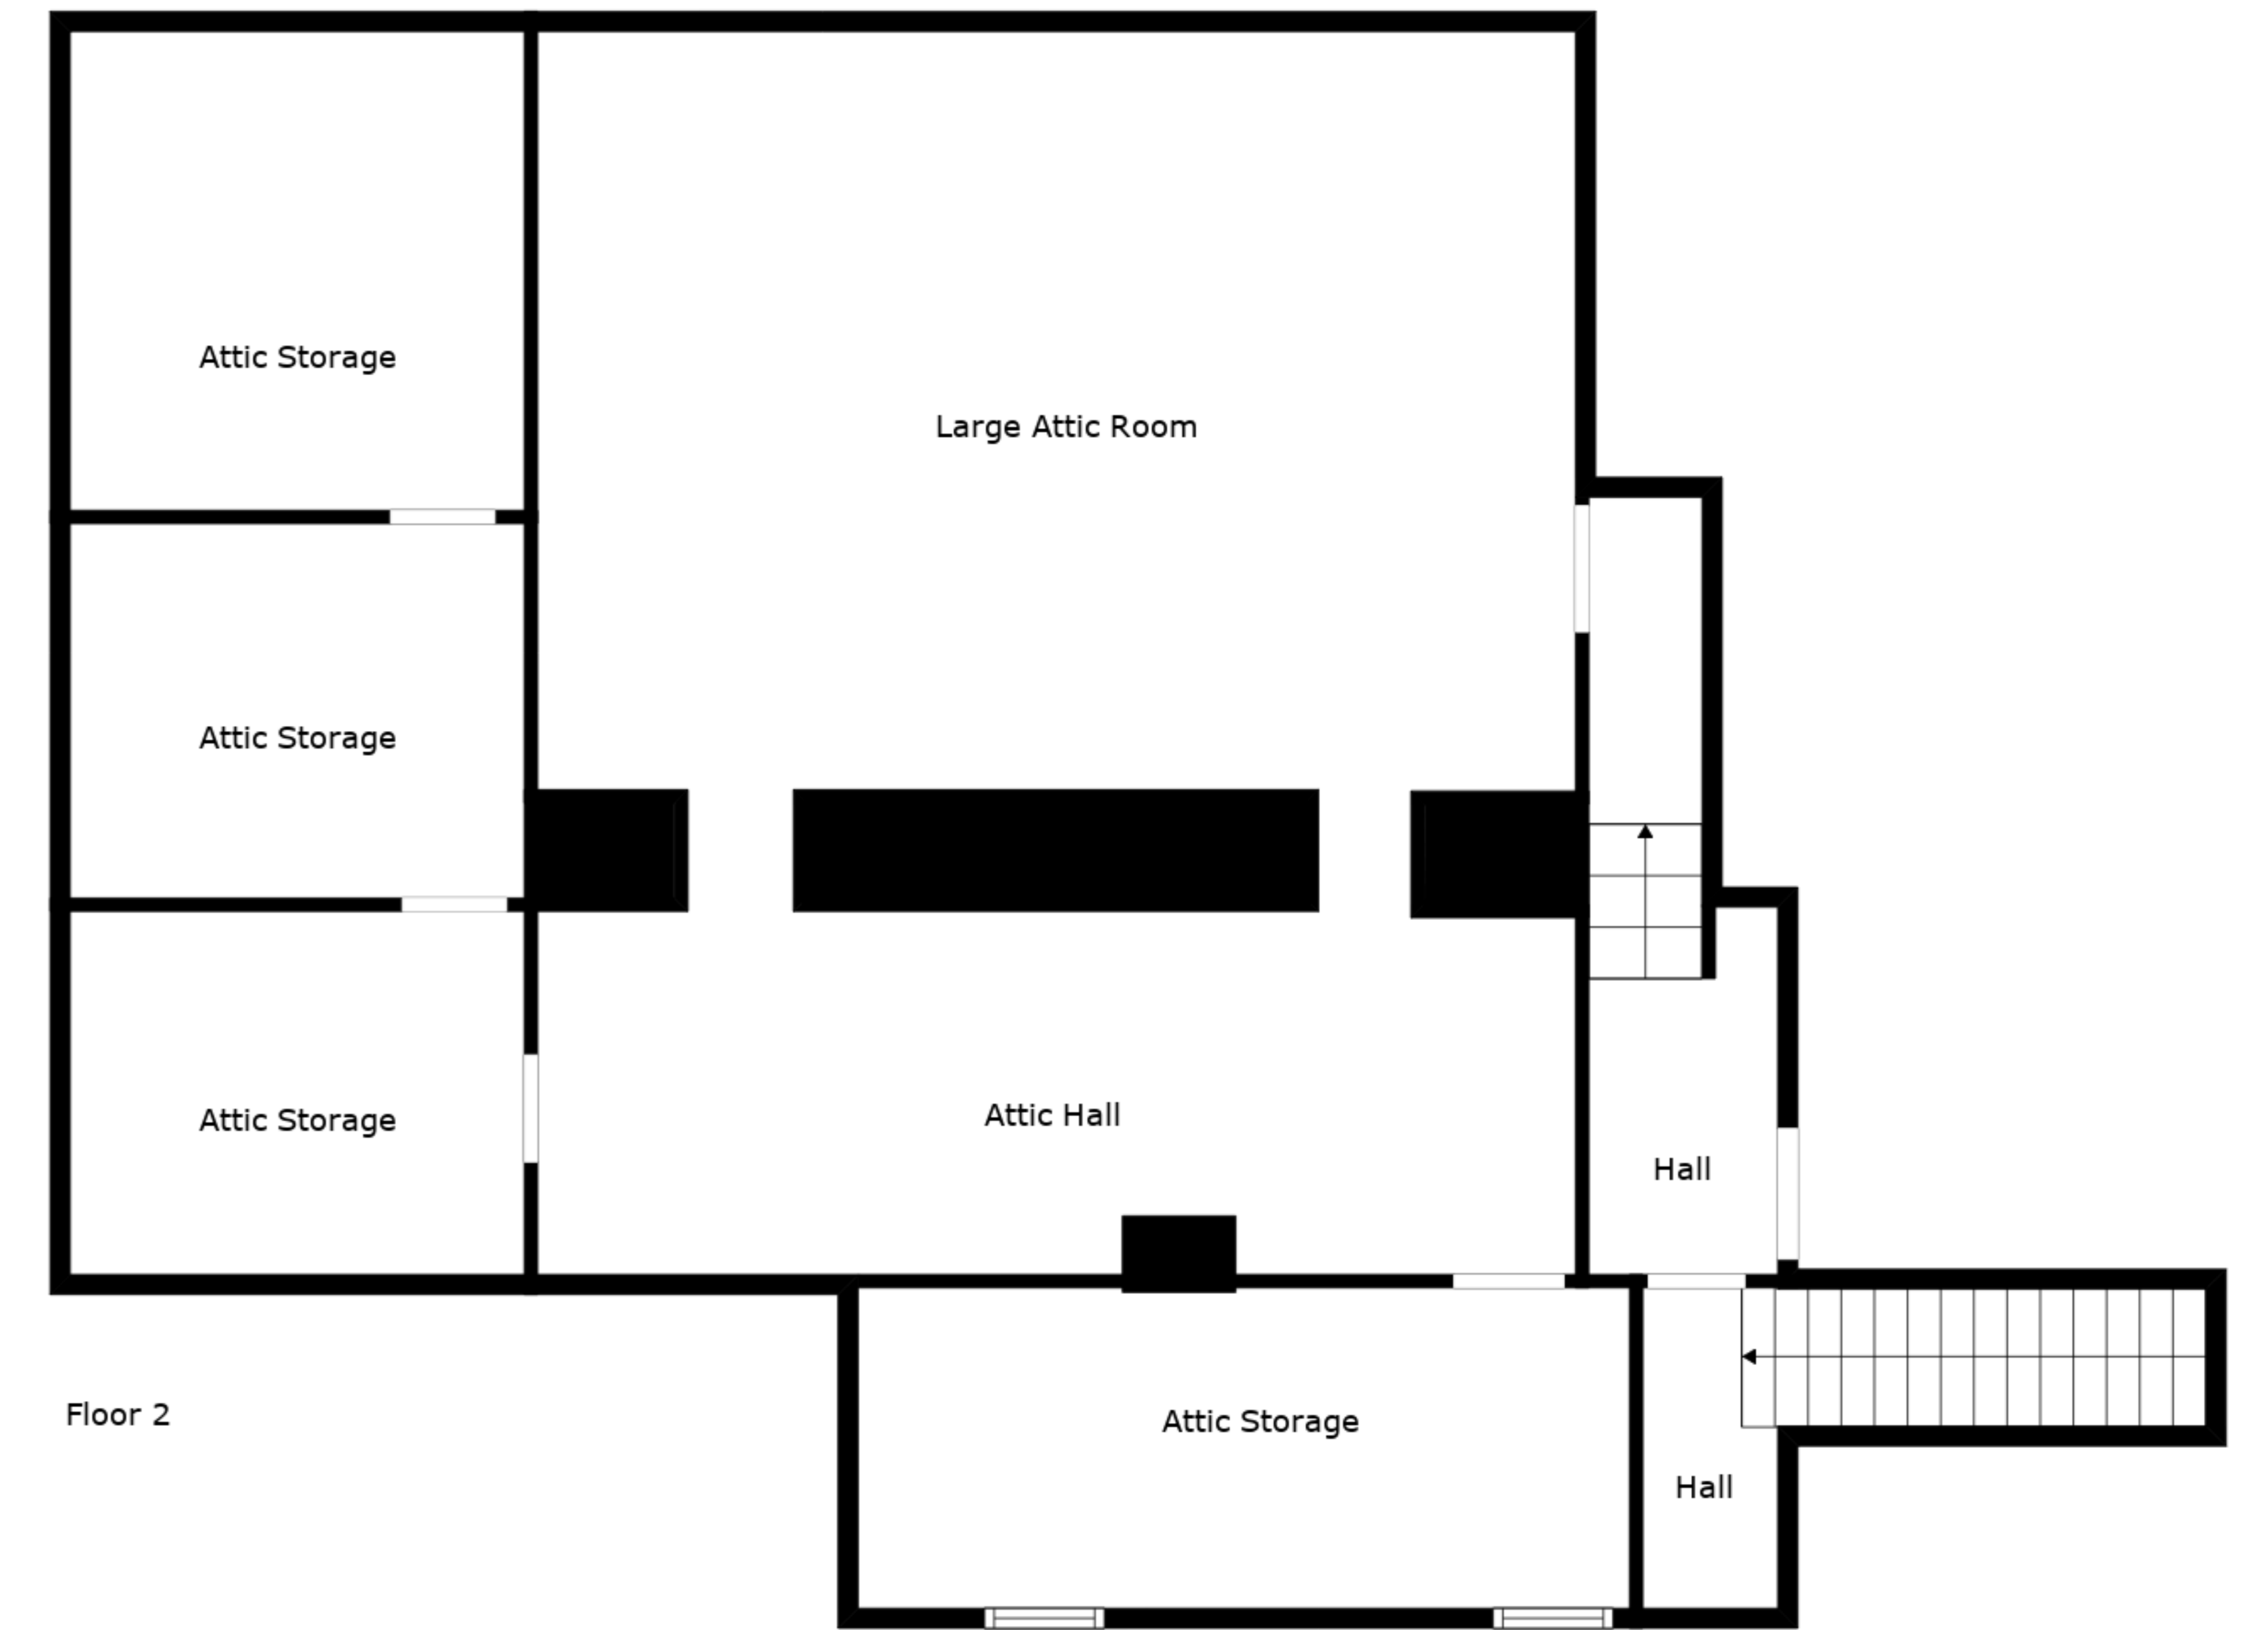 Attic Storage
Large Attic Room
Attic Storage
Attic Storage
Attic Hall
Hall
Floor 2
Attic Storage
Hall